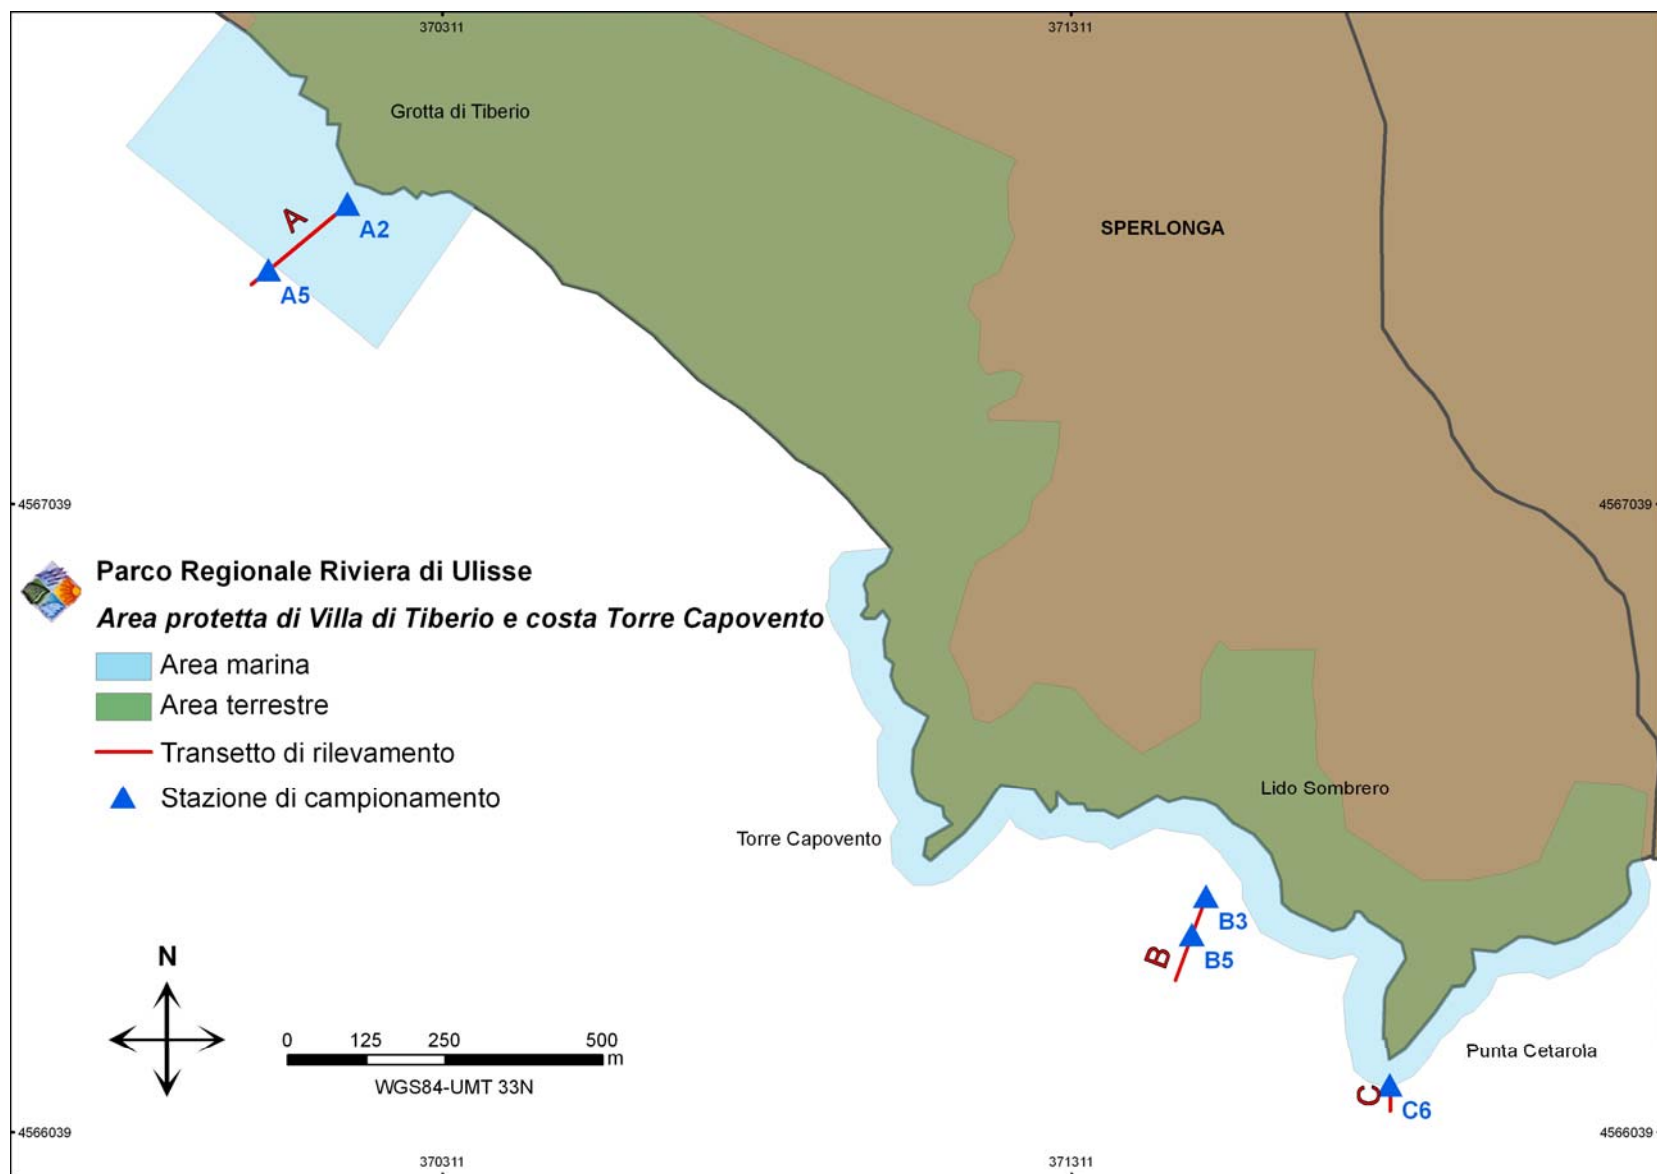 370311
371311
Grotta di Tiberio
A
A2
SPERLONGA
A5
4567039
4567039
Parco Regionale Riviera di Ulisse
Area protetta di Villa di Tiberio e costa Torre Capovento
Area marina
Area terrestre
Transetto di rilevamento
Stazione di campionamento
Lido Sombrero
Torre Capovento
B3
B
B5
N
0 125 250 500
m
WGS84-UMT 33N
Punta Cetarola
C
C6
4566039
4566039
370311
371311